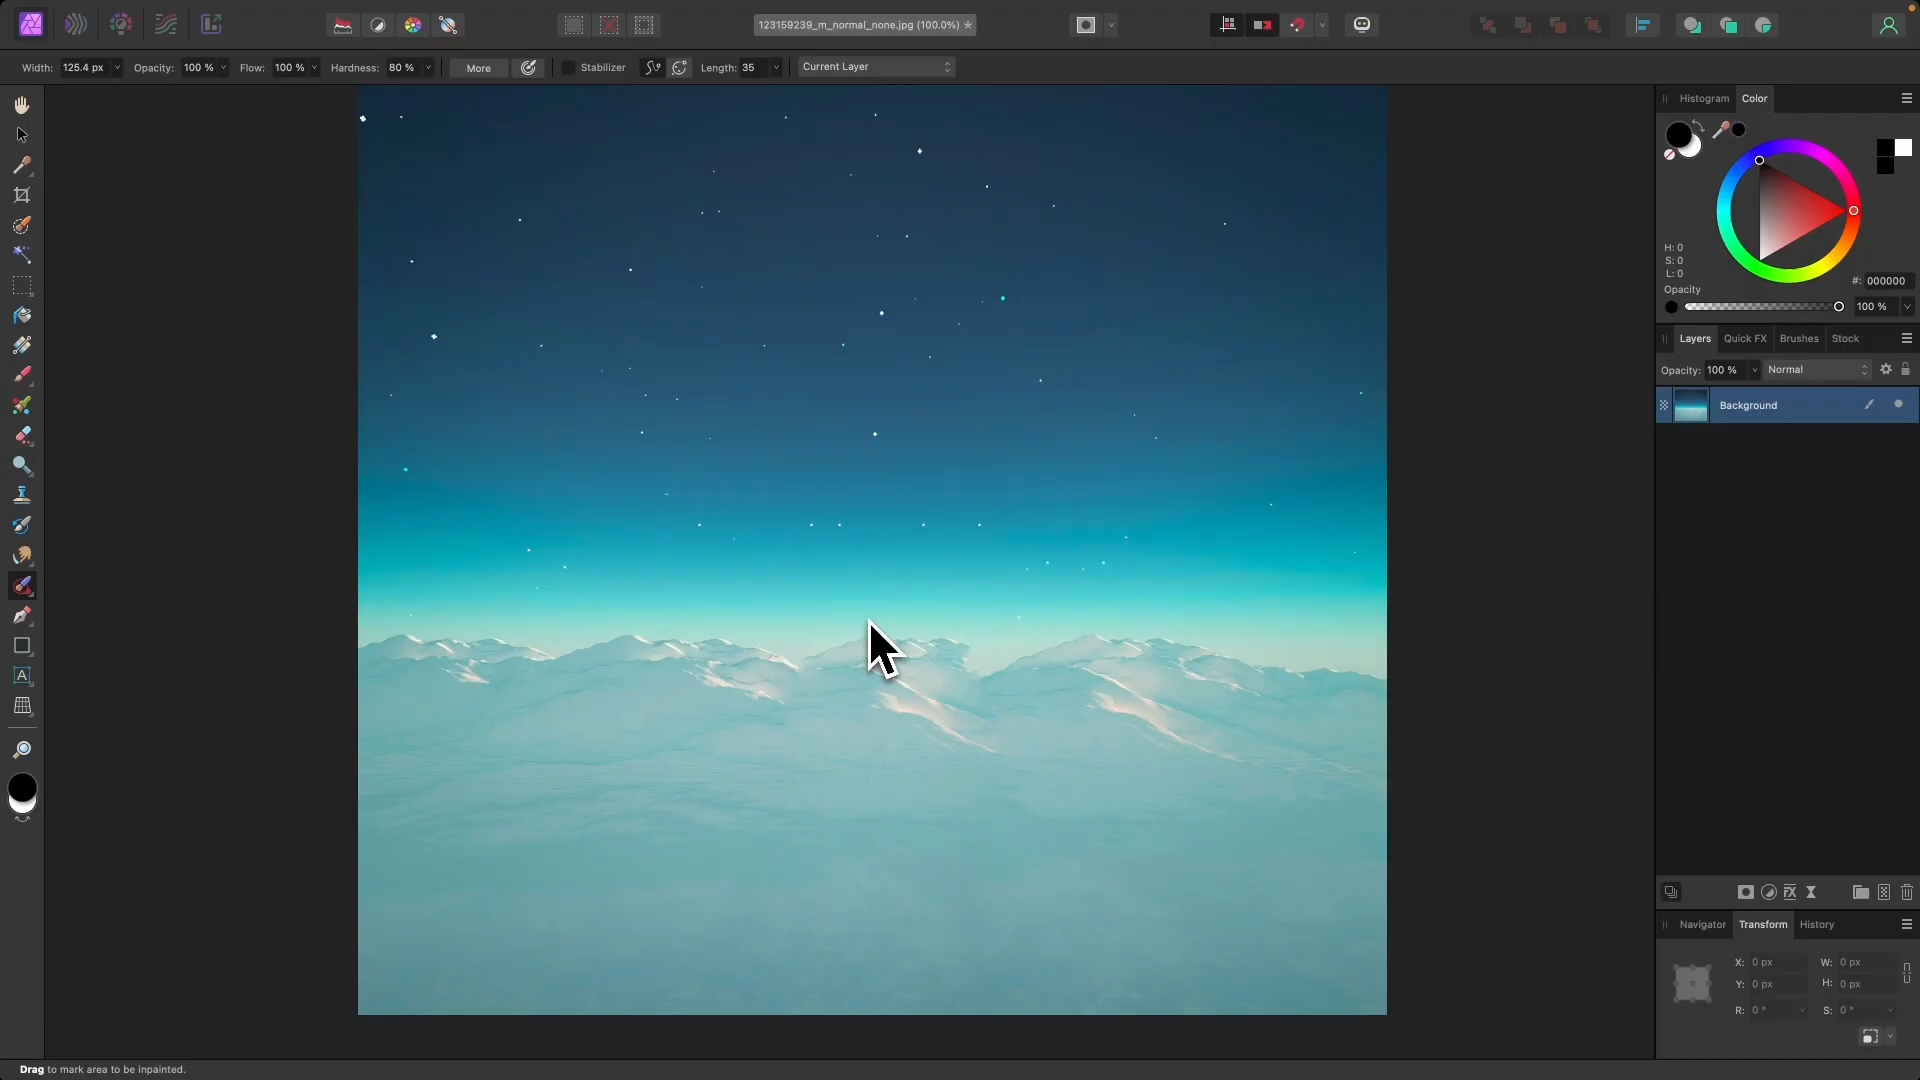 123159239_m_normal_none.jpg (100.0%) *
Width: 125.4 px Opacity: 100 % Flow: 100 % Hardness: 80 % More Stabilizer Length: 35 Current Layer
Histogram Color
H: 0
S: 0
L: 0
#: 000000
Opacity
100 %
Layers Quick FX Brushes Stock
Opacity: 100 % Normal
Background
A
Navigator Transform History
X: 0 px W: 0 px
Y: 0 px H: 0 px
R: 0 ° S: 0 °
Drag to mark area to be inpainted.